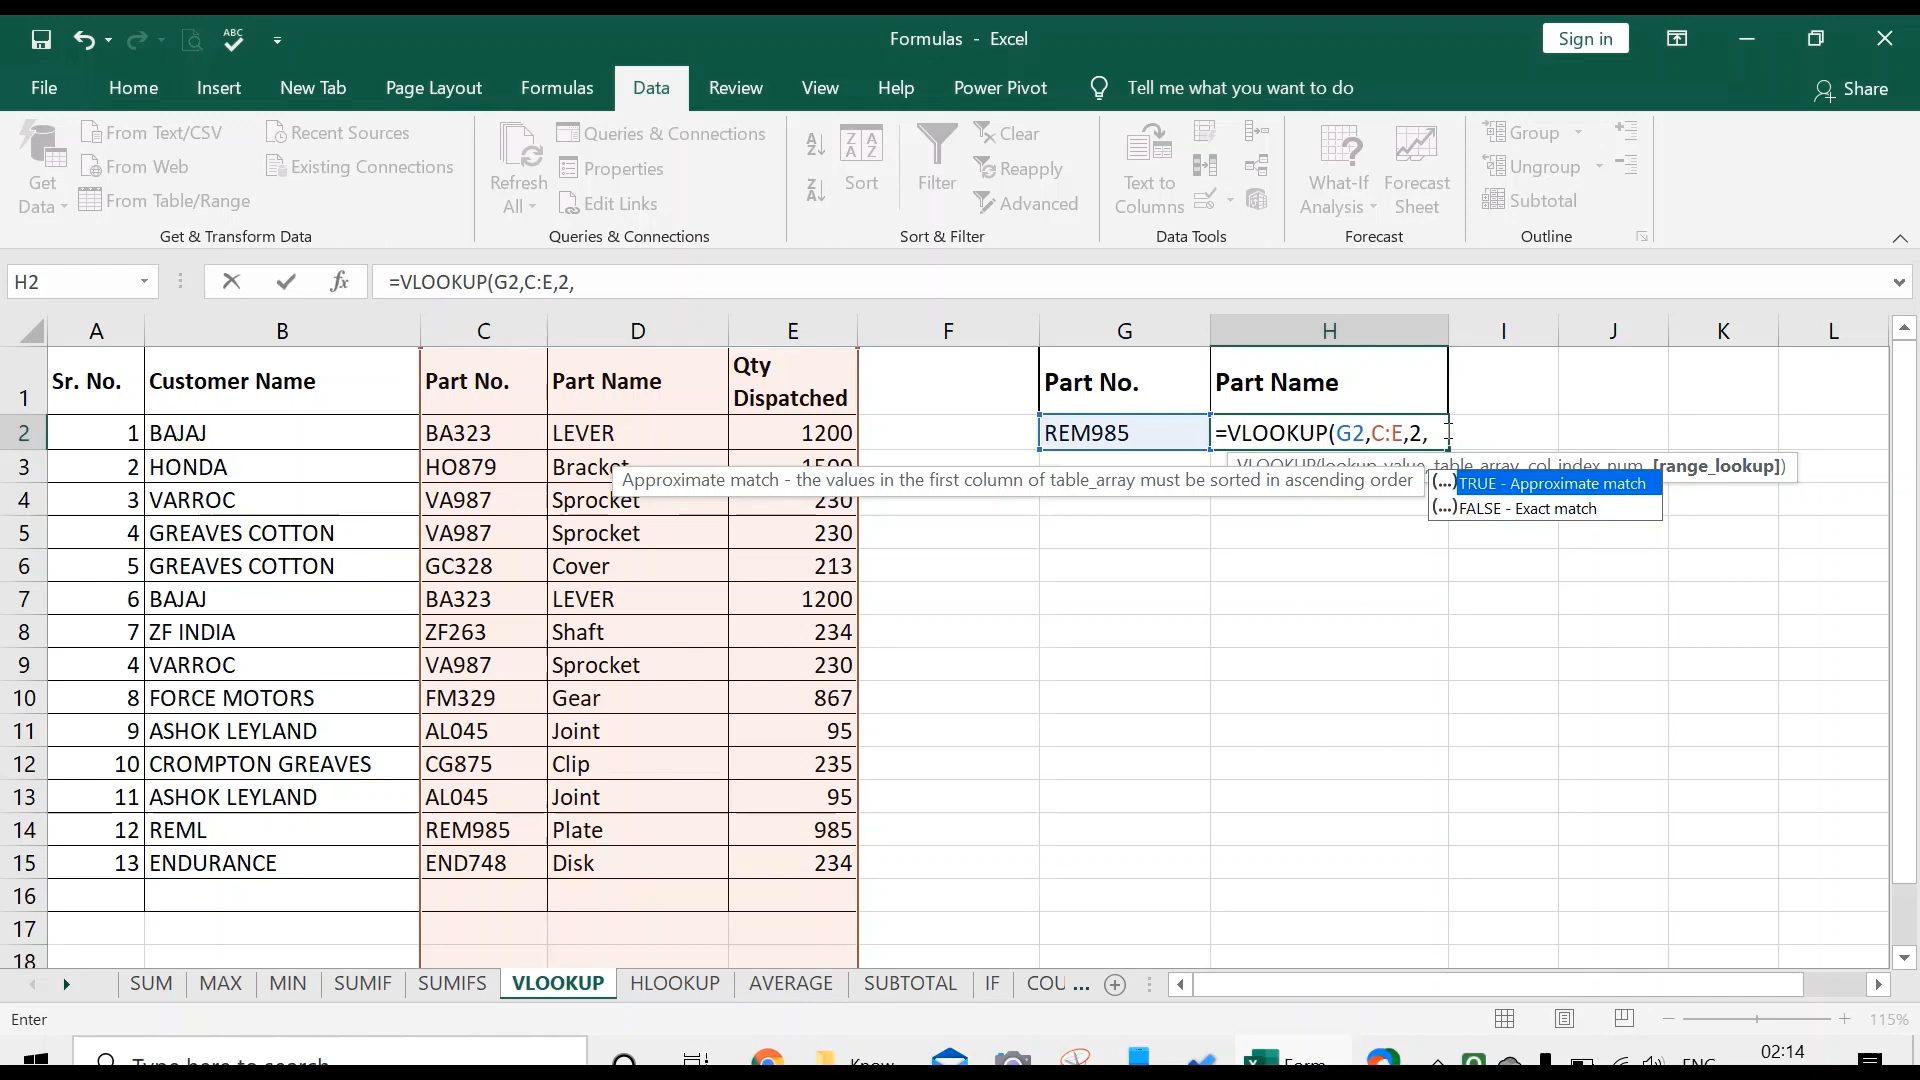 ABC
Formulas - Excel
Sign in
File Home Insert New Tab Page Layout Formulas Data Review View Help Power Pivot Tell me what you want to do Share
Get Data
From Text/CSV
From Web
From Table/Range
Recent Sources
Existing Connections
Get & Transform Data
Refresh All
Queries & Connections
Properties
Edit Links
Queries & Connections
Sort
Filter
Clear
Reapply
Advanced
Sort & Filter
Text to Columns
Data Tools
What-If Analysis
Forecast Sheet
Forecast
Group
Ungroup
Subtotal
Outline
H2 fx =VLOOKUP(G2,C:E,2,
A B C D E F G H I J K L
1 Sr. No. Customer Name Part No. Part Name Qty Dispatched Part No. Part Name
2 1 BAJAJ BA323 LEVER 1200 REM985 =VLOOKUP(G2,C:E,2,
3 2 HONDA HO879 Bracket 1500
VLOOKUP(lookup_value, table_array, col_index_num, [range_lookup])
Approximate match - the values in the first column of table_array must be sorted in ascending order
(...) TRUE - Approximate match
(...) FALSE - Exact match
4 3 VARROC VA987 Sprocket 230
5 4 GREAVES COTTON VA987 Sprocket 230
6 5 GREAVES COTTON GC328 Cover 213
7 6 BAJAJ BA323 LEVER 1200
8 7 ZF INDIA ZF263 Shaft 234
9 4 VARROC VA987 Sprocket 230
10 8 FORCE MOTORS FM329 Gear 867
11 9 ASHOK LEYLAND AL045 Joint 95
12 10 CROMPTON GREAVES CG875 Clip 235
13 11 ASHOK LEYLAND AL045 Joint 95
14 12 REML REM985 Plate 985
15 13 ENDURANCE END748 Disk 234
16
17
18
SUM MAX MIN SUMIF SUMIFS VLOOKUP HLOOKUP AVERAGE SUBTOTAL IF COU ...
Enter 115%
Type here to search Know Form ENG 02:14